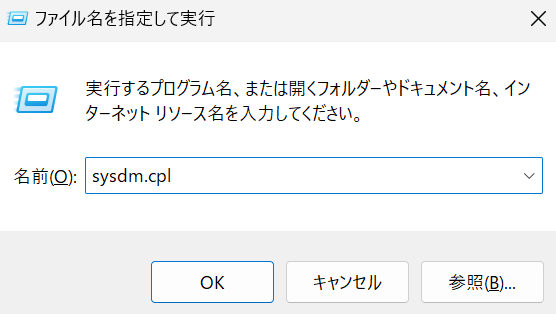 ファイル名を指定して実行
実行するプログラム名、または開くフォルダーやドキュメント名、イン
ターネット リソース名を入力してください。
名前(O): sysdm.cpl
OK キャンセル 参照(B)...